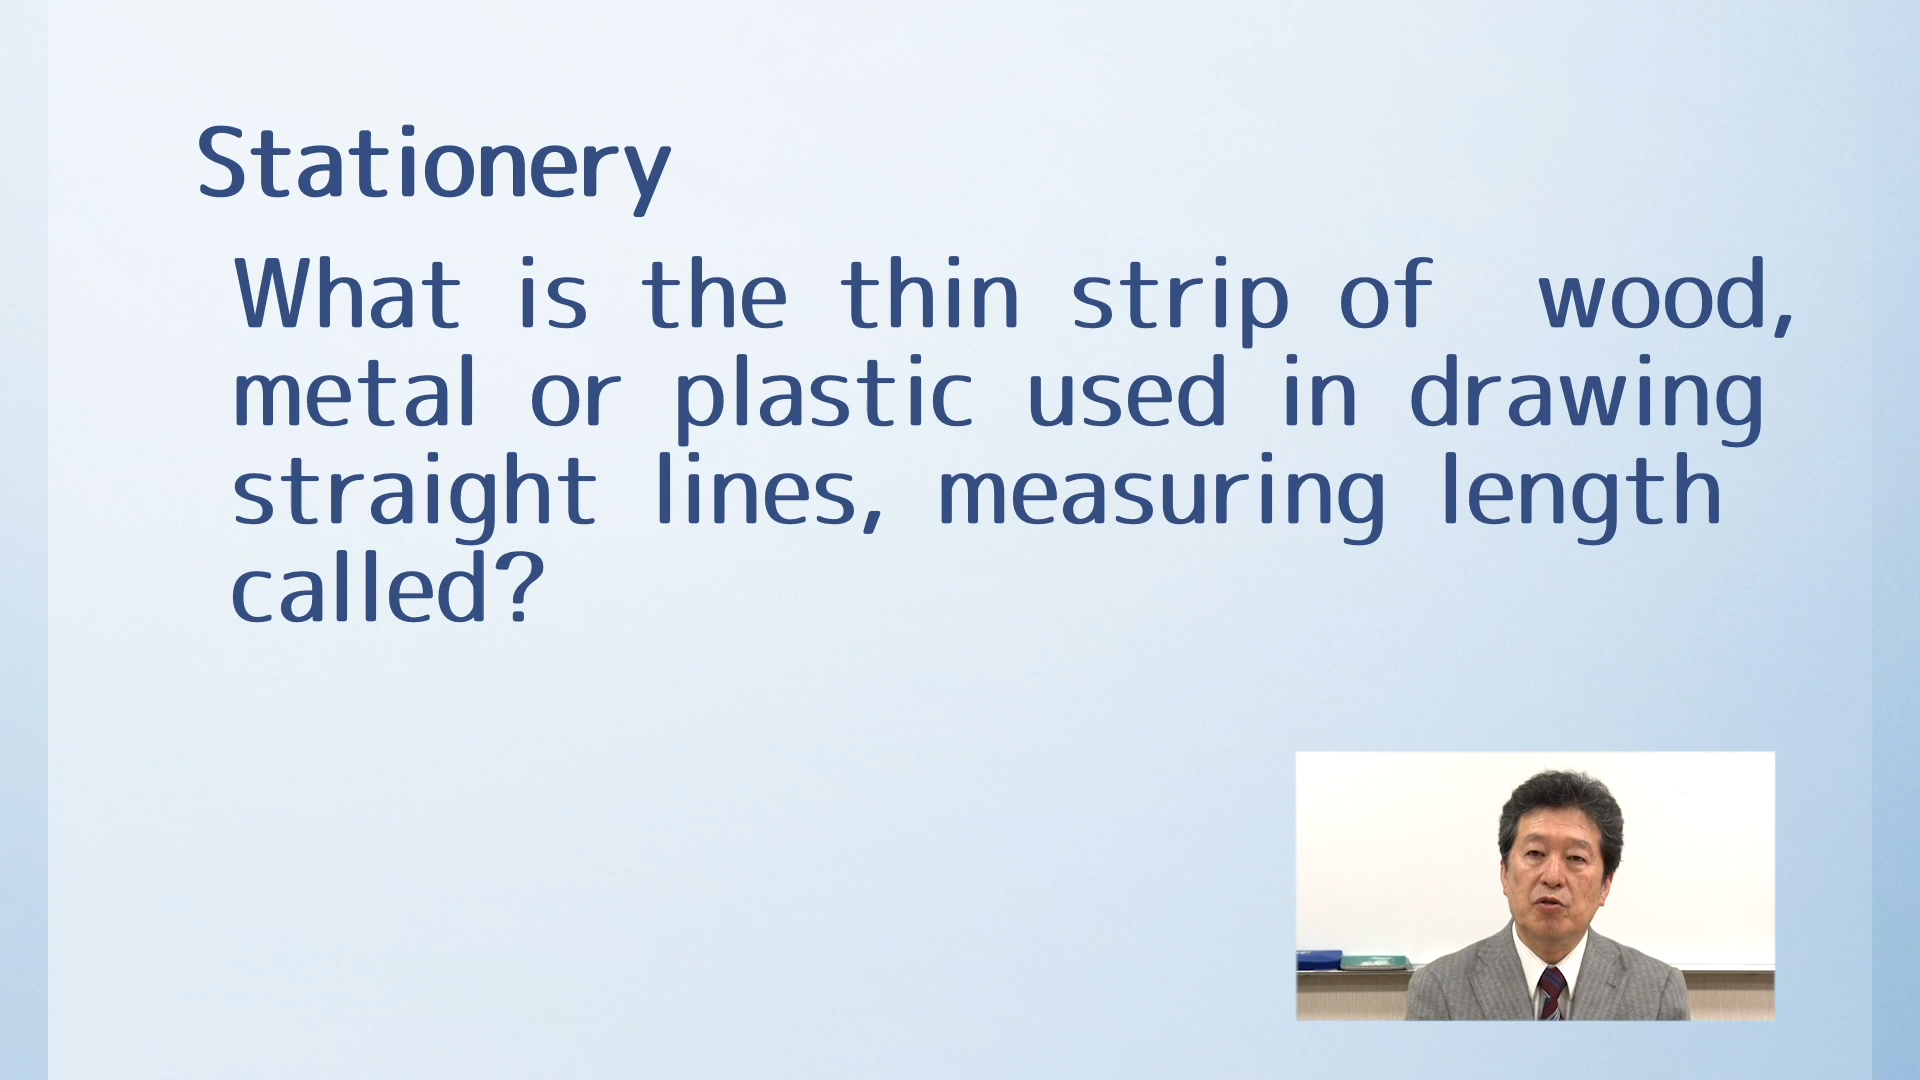 Stationery
What is the thin strip of  wood,
metal or plastic used in drawing
straight lines, measuring length
called?